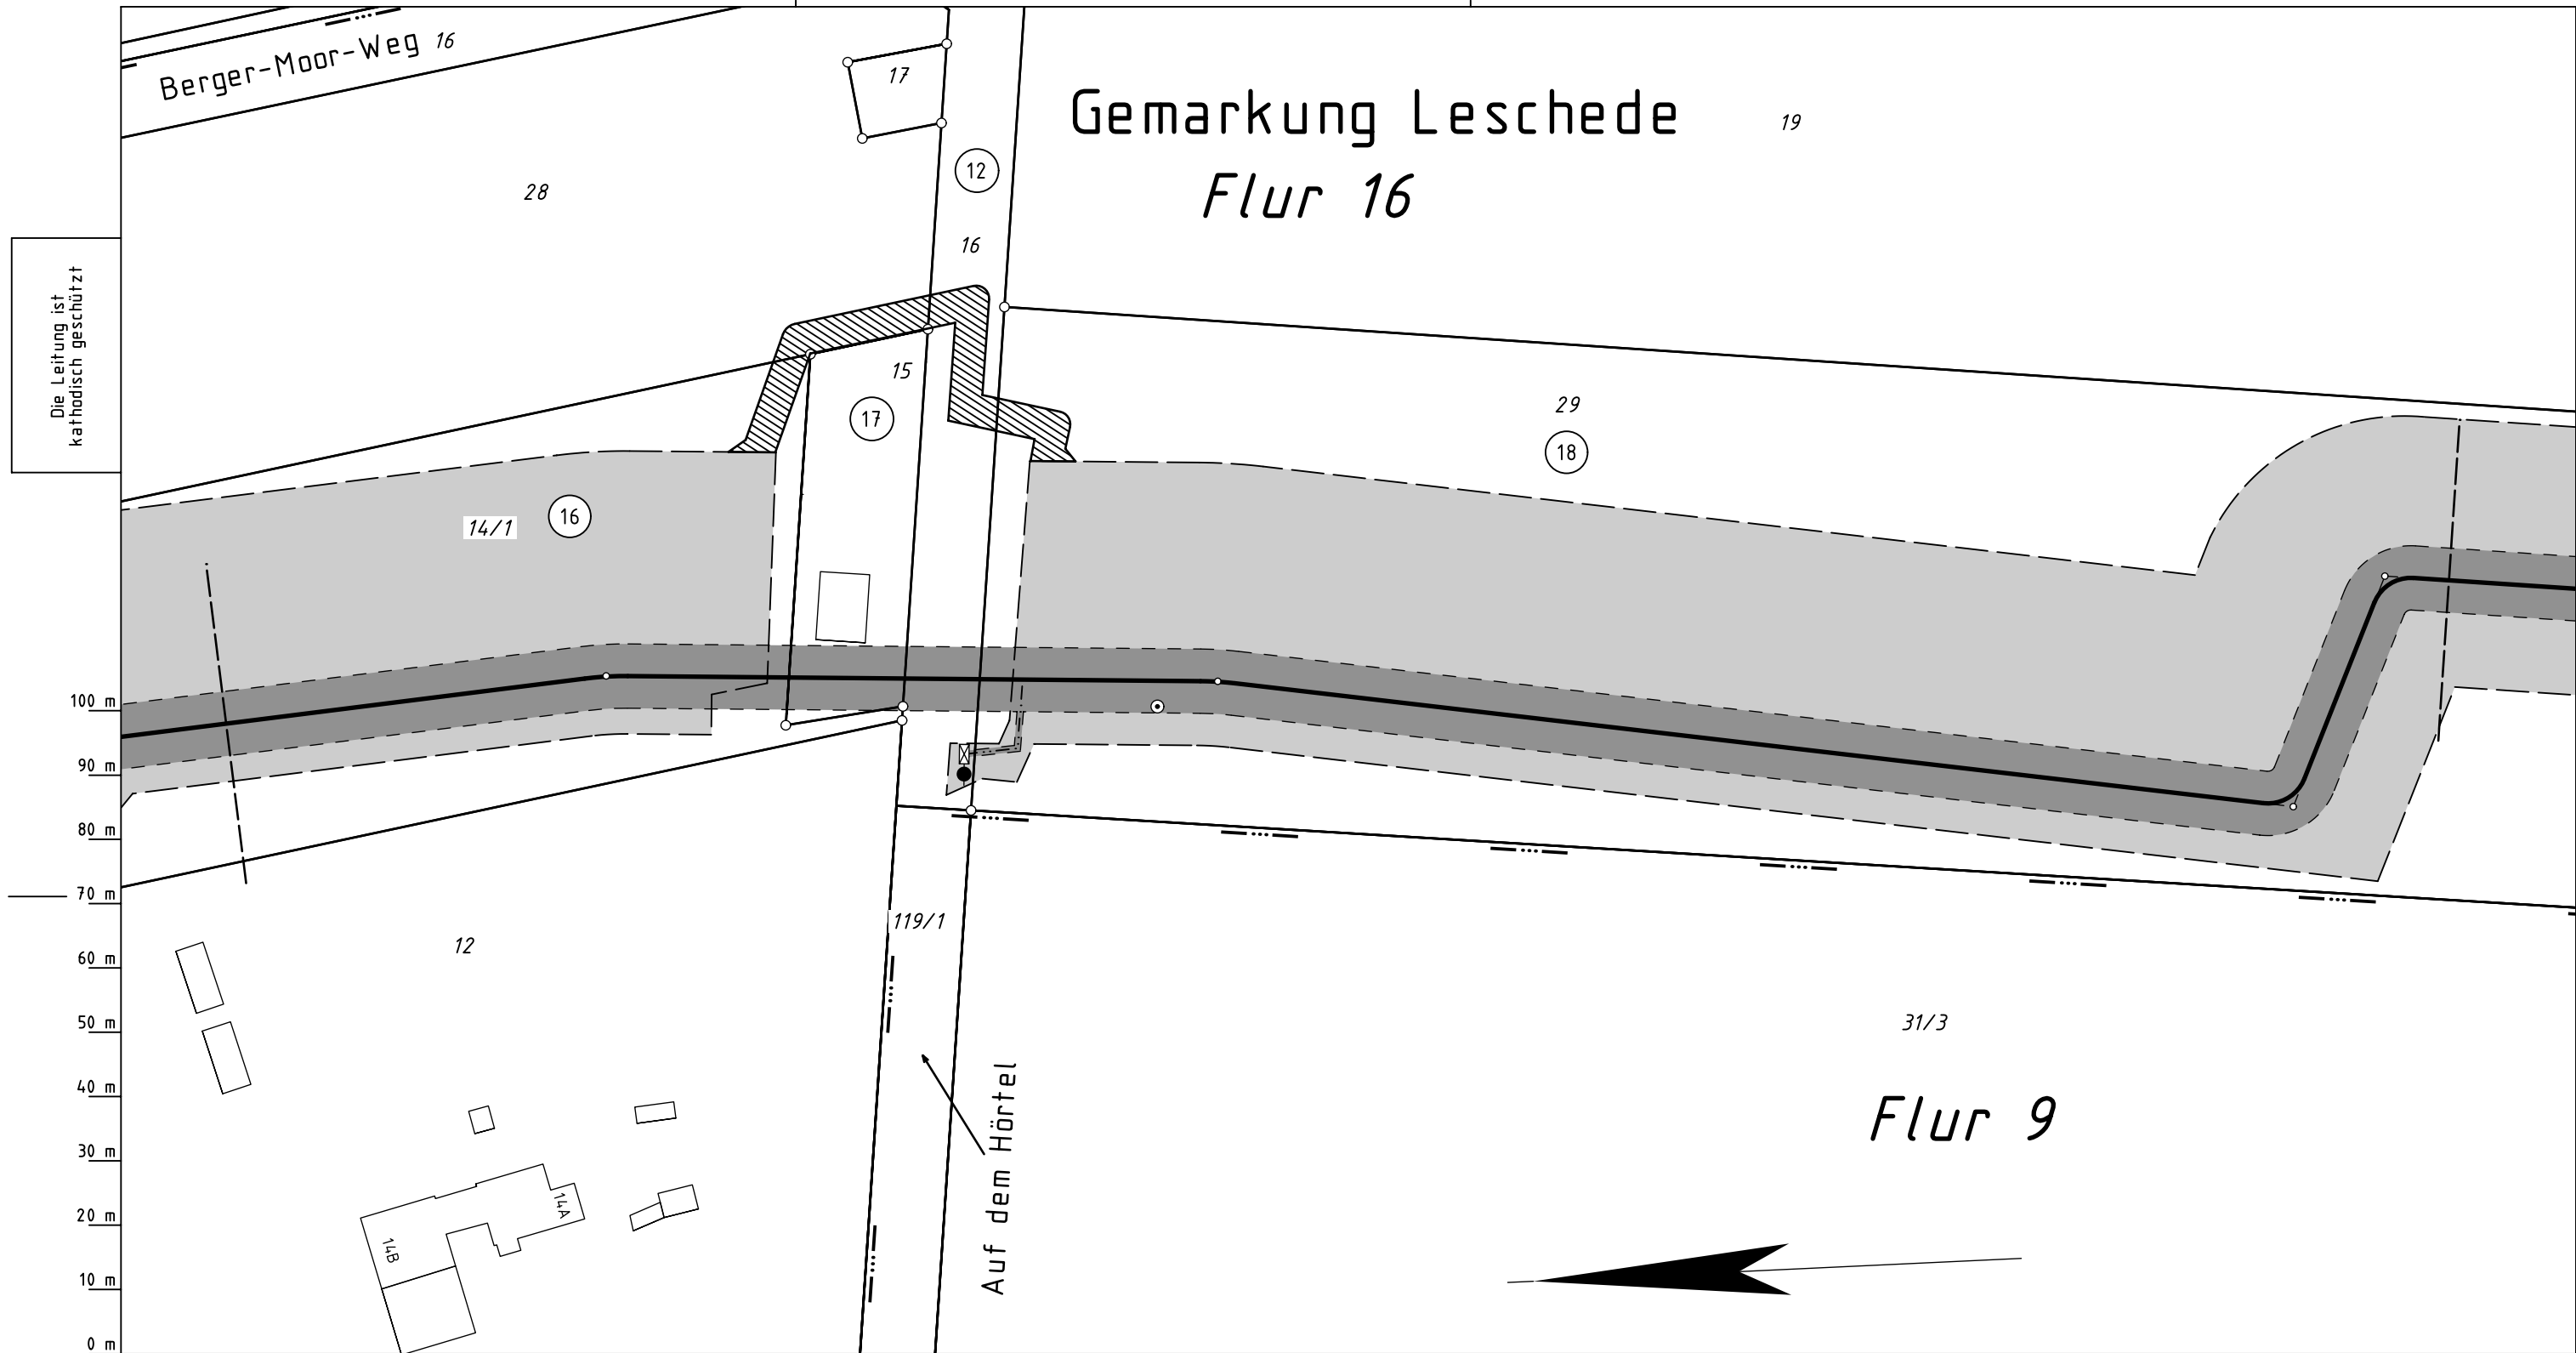 Berger-Moor-Weg 16
17
Gemarkung Leschede
19
12
28
Flur 16
16
Die Leitung ist
kathodisch geschützt
15
17
29
18
14/1
16
100 m
90 m
80 m
70 m
60 m
50 m
40 m
30 m
20 m
10 m
0 m
119/1
12
31/3
Auf dem Hörtel
Flur 9
14A
14B